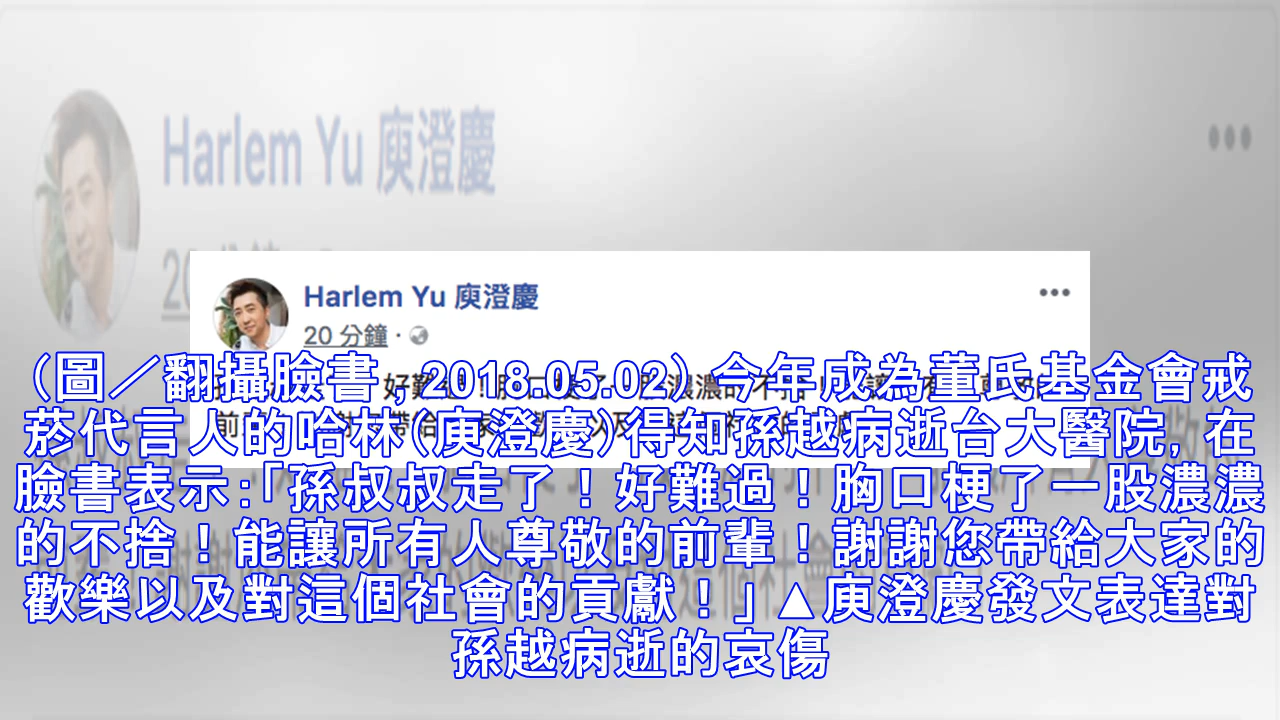 Harlem Yu 庾澄慶
Harlem Yu 庾澄慶
20 分鐘
(圖／翻攝臉書,2018.05.02) 今年成為董氏基金會戒
菸代言人的哈林(庾澄慶)得知孫越病逝台大醫院, 在
臉書表示:「孫叔叔走了！好難過！胸口梗了一股濃濃
的不捨！能讓所有人尊敬的前輩！謝謝您帶給大家的
歡樂以及對這個社會的貢獻！」▲庾澄慶發文表達對
孫越病逝的哀傷